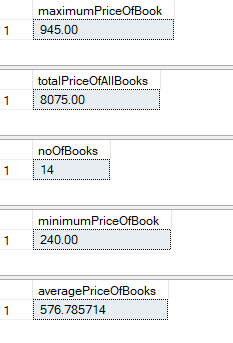 maximumPriceOfBook
1 945.00
totalPriceOfAllBooks
1 8075.00
noOfBooks
1 14
minimumPriceOfBook
1 240.00
averagePriceOfBooks
1 576.785714